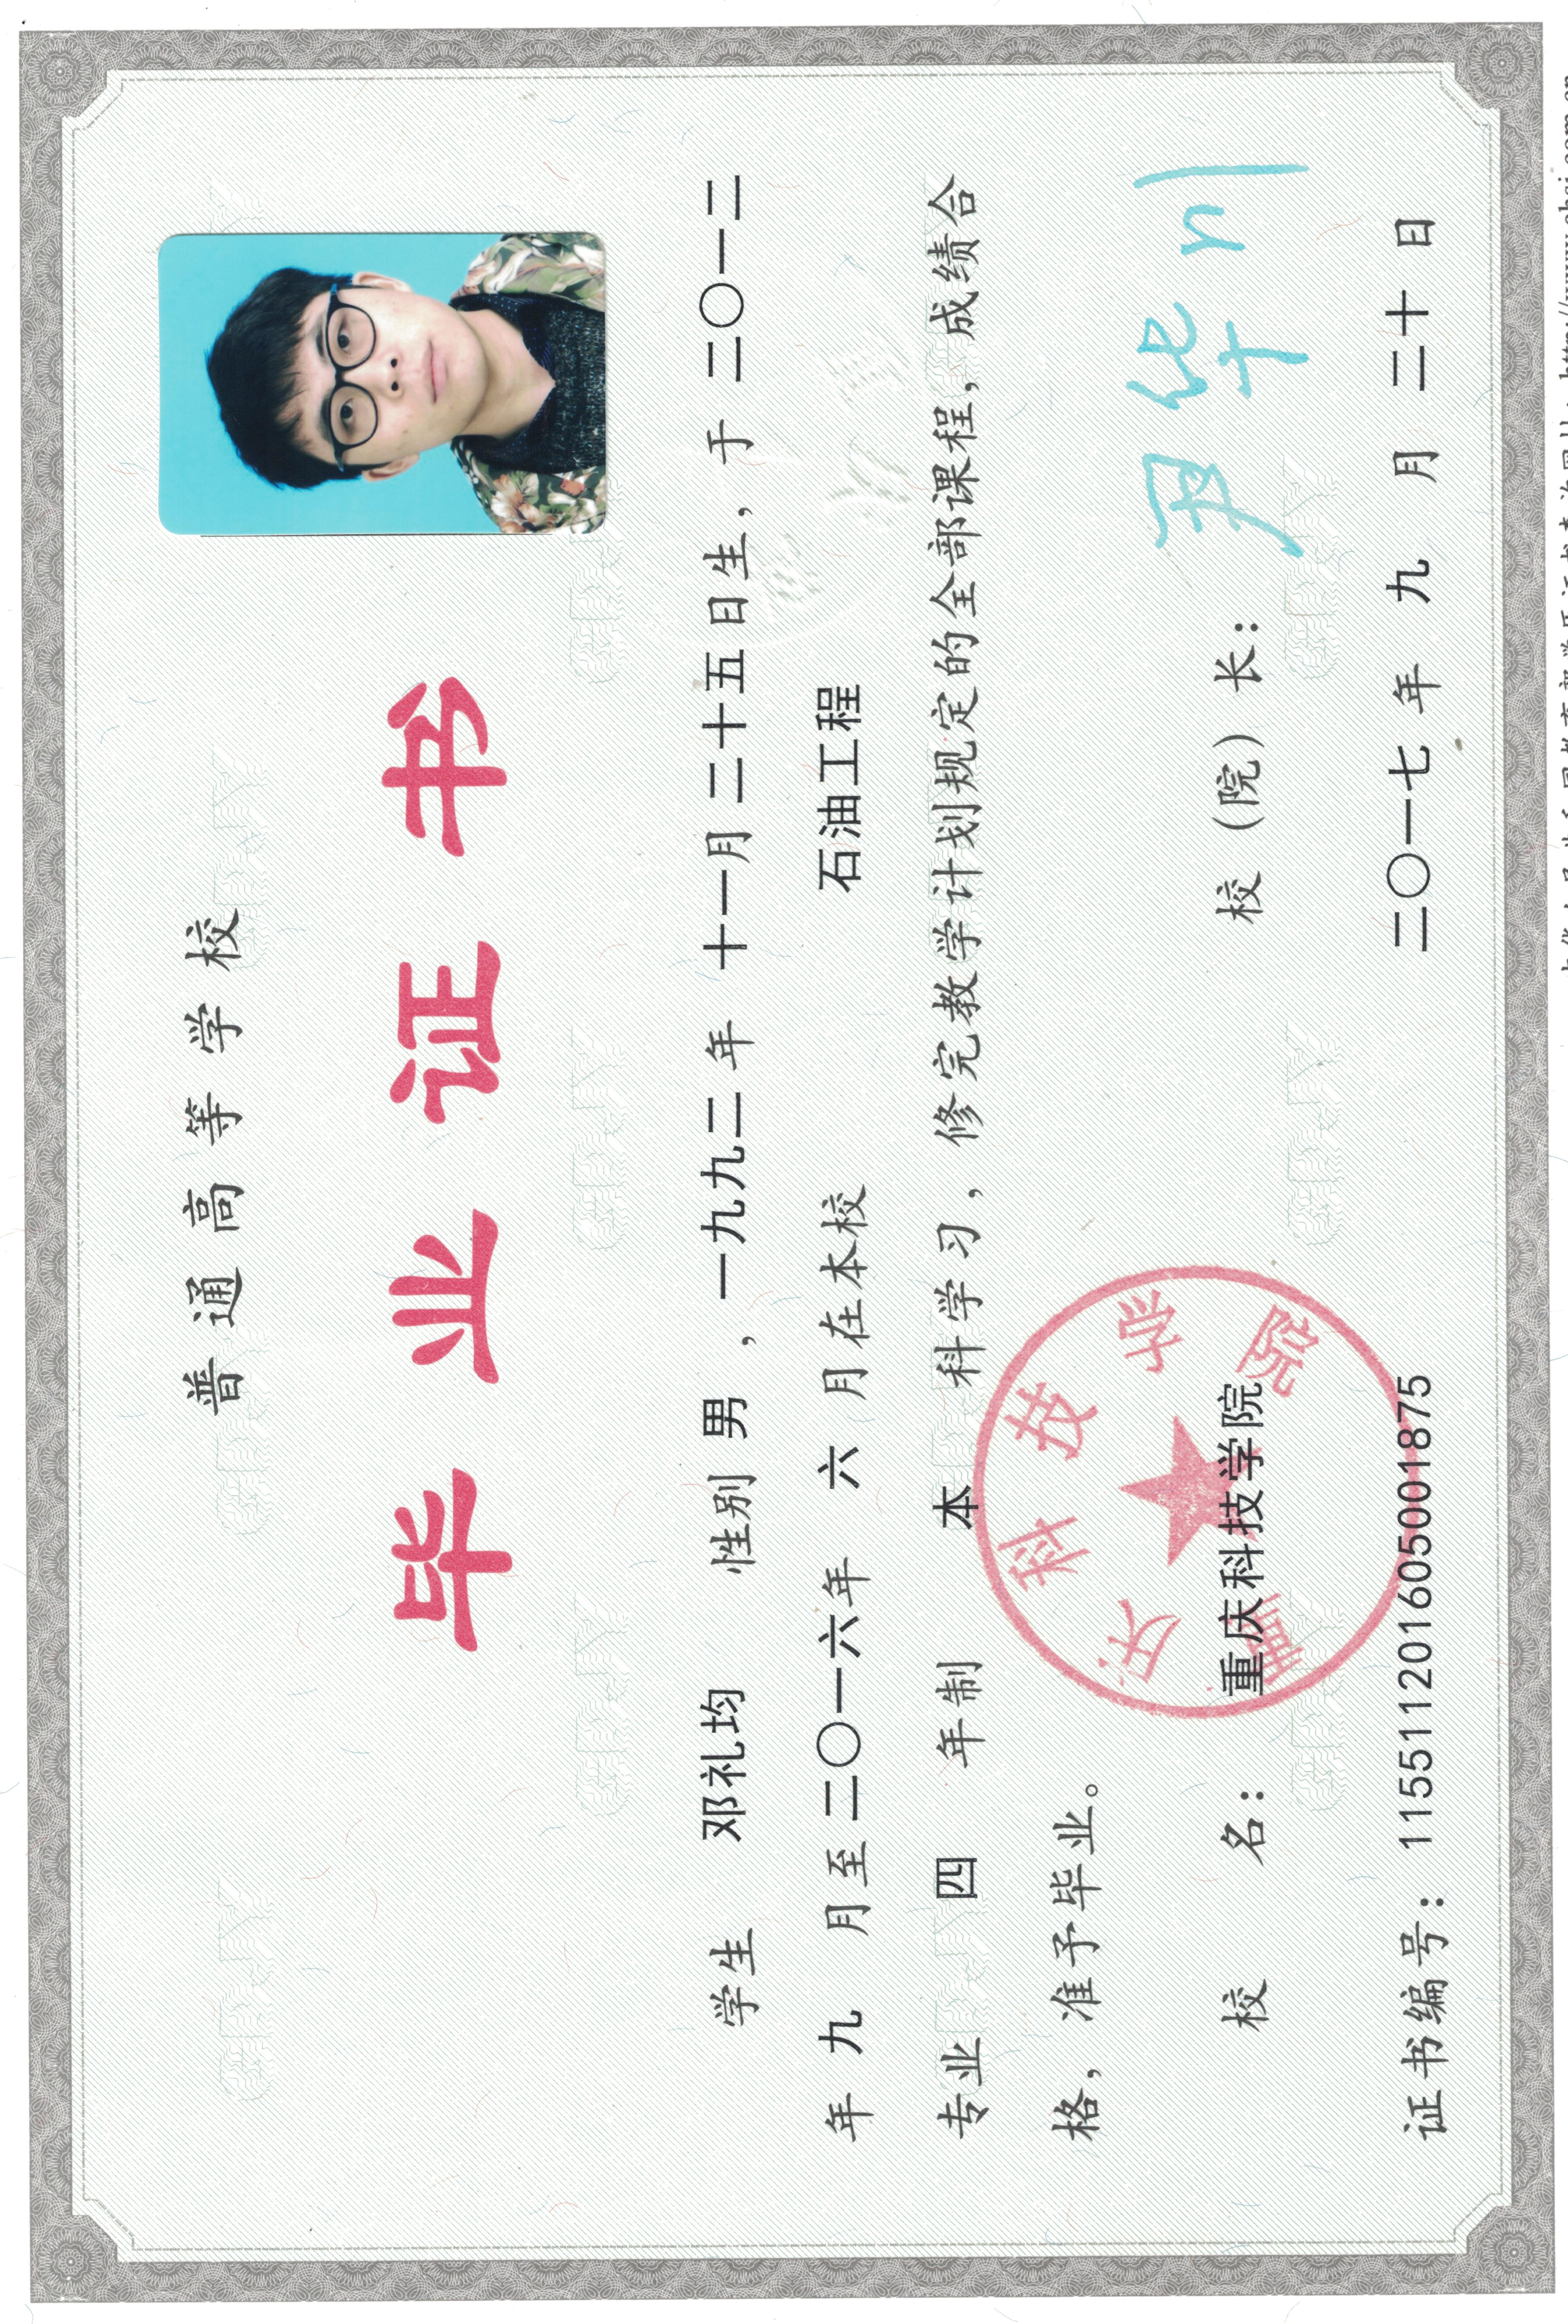 普通高等学校
毕业证书
学生 邓礼均 性别 男 ，一九九二年 十一月二十五日生，于 二〇一二
年 九 月至二〇一六年 六 月在本校 石油工程
专业 四 年制 本 科学习，修完教学计划规定的全部课程，成绩合
格，准予毕业。
校 名： 重庆科技学院 校（院）长： 尹华川
重庆科技学院
证书编号：115511201605001875 二〇一七 年 九 月 二十 日